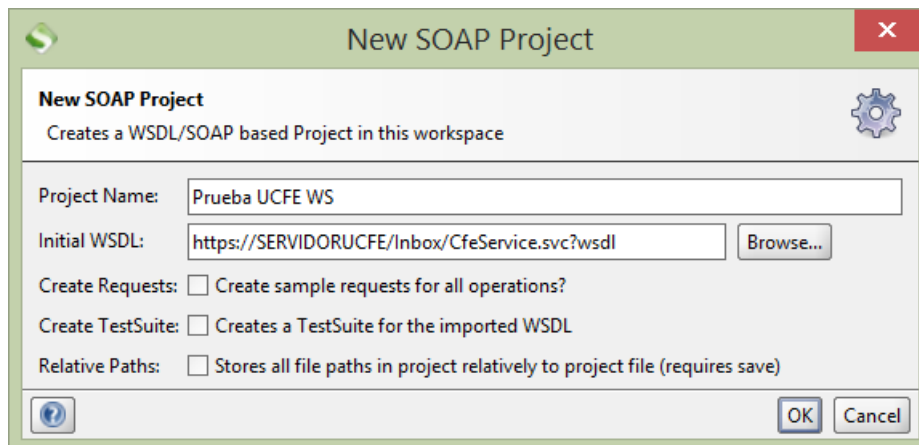 New SOAP Project
New SOAP Project
Creates a WSDL/SOAP based Project in this workspace
Project Name: Prueba UCFE WS
Initial WSDL: https://SERVIDORUCFE/Inbox/CfeService.svc?wsdl Browse...
Create Requests: Create sample requests for all operations?
Create TestSuite: Creates a TestSuite for the imported WSDL
Relative Paths: Stores all file paths in project relatively to project file (requires save)
OK Cancel